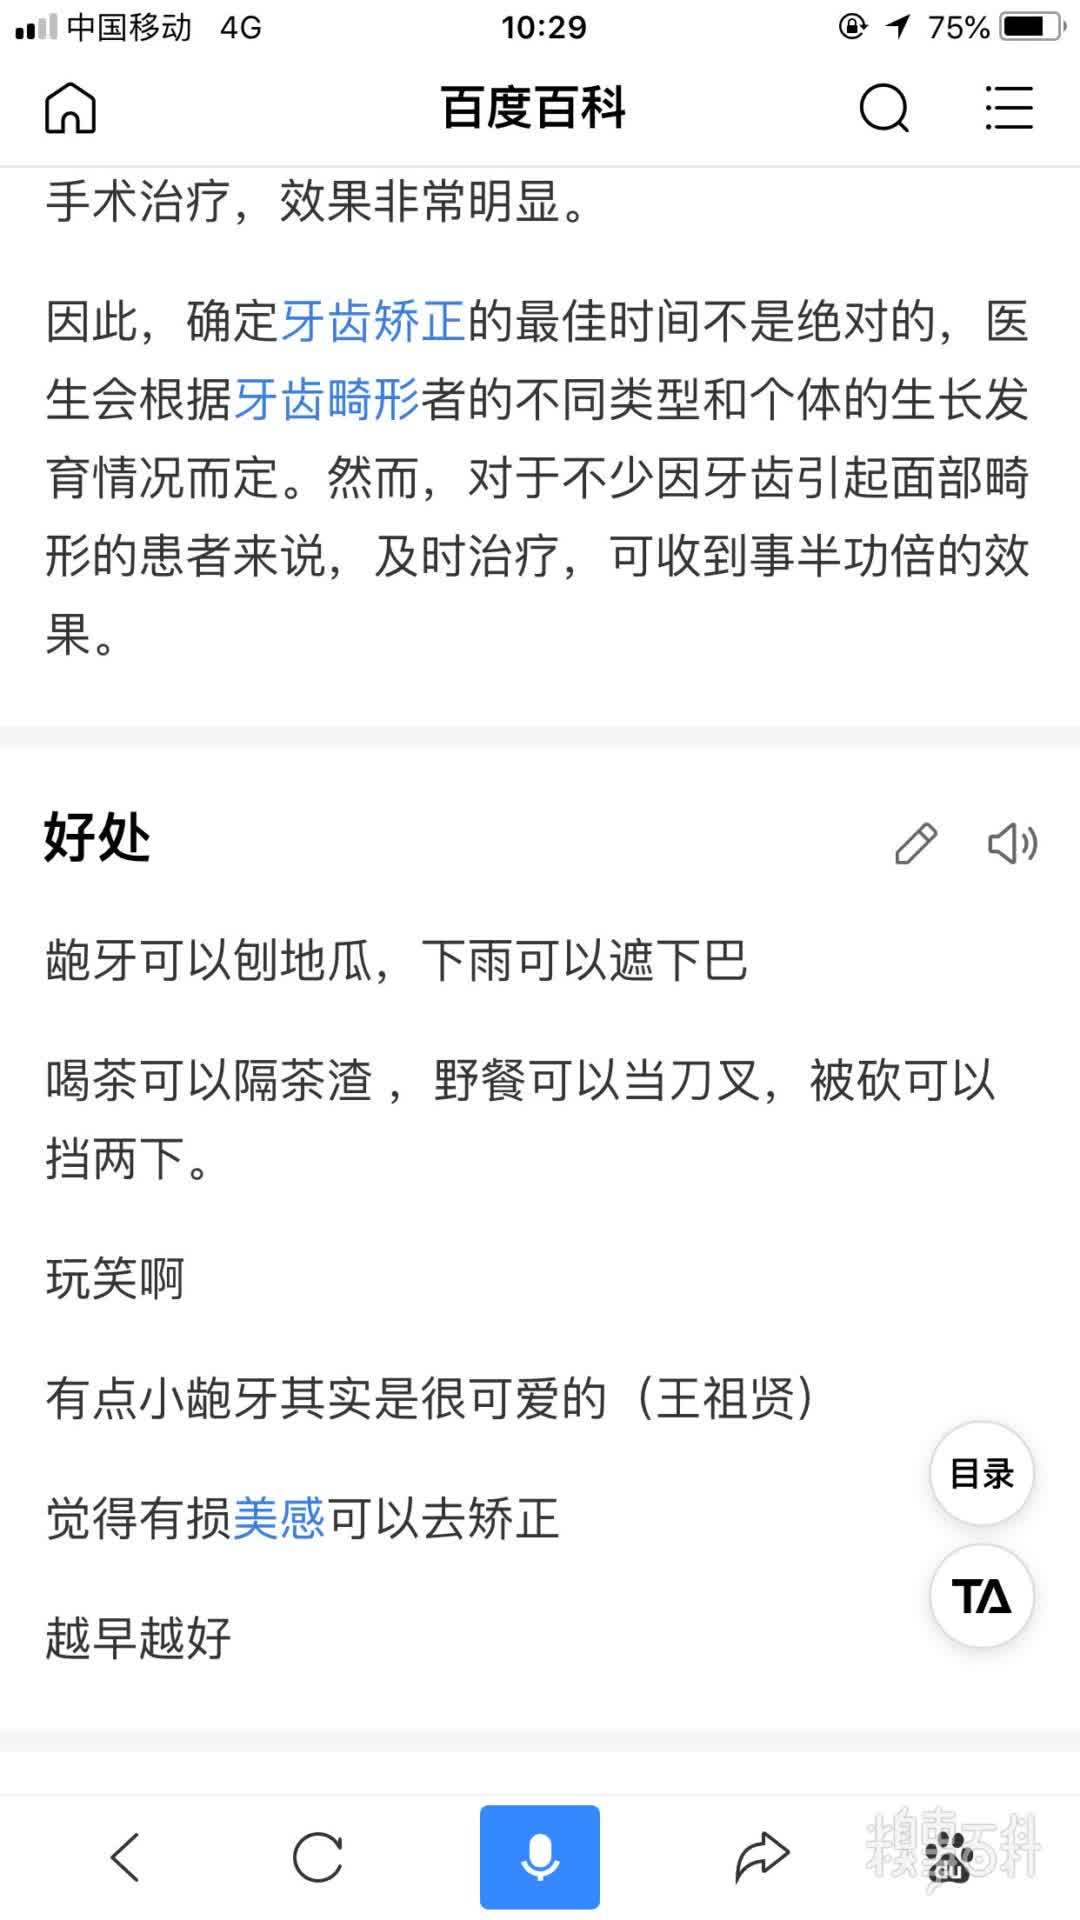 中国移动 4G 10:29 75%
百度百科
手术治疗，效果非常明显。
因此，确定牙齿矫正的最佳时间不是绝对的，医
生会根据牙齿畸形者的不同类型和个体的生长发
育情况而定。然而，对于不少因牙齿引起面部畸
形的患者来说，及时治疗，可收到事半功倍的效
果。
好处
龅牙可以刨地瓜，下雨可以遮下巴
喝茶可以隔茶渣 ，野餐可以当刀叉，被砍可以
挡两下。
玩笑啊
有点小龅牙其实是很可爱的（王祖贤）
目录
觉得有损美感可以去矫正
TA
越早越好
糗事百科
du